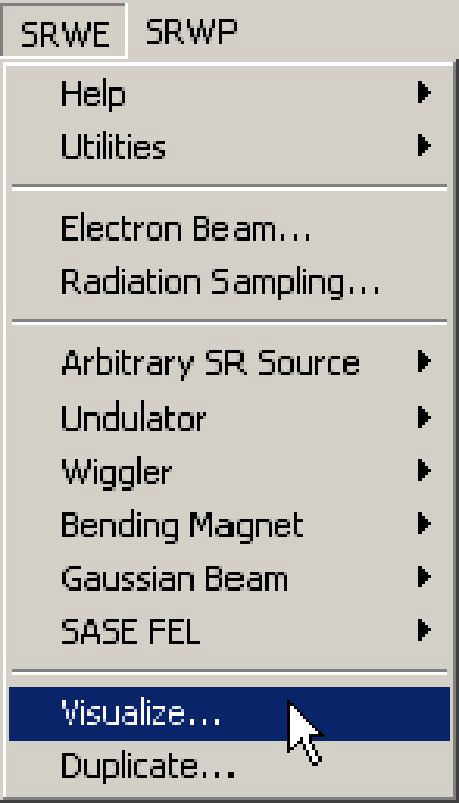 SRWE SRWP
Help
Utilities
Electron Beam...
Radiation Sampling...
Arbitrary SR Source
Undulator
Wiggler
Bending Magnet
Gaussian Beam
SASE FEL
Visualize...
Duplicate...